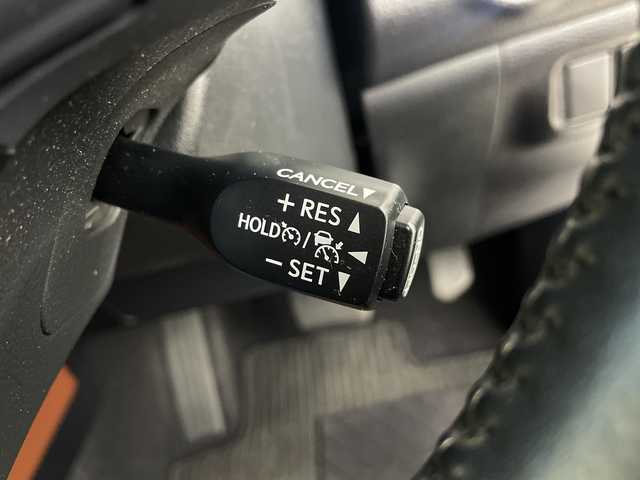 CANCEL▼
+ RES ▲
HOLD /
− SET ▼